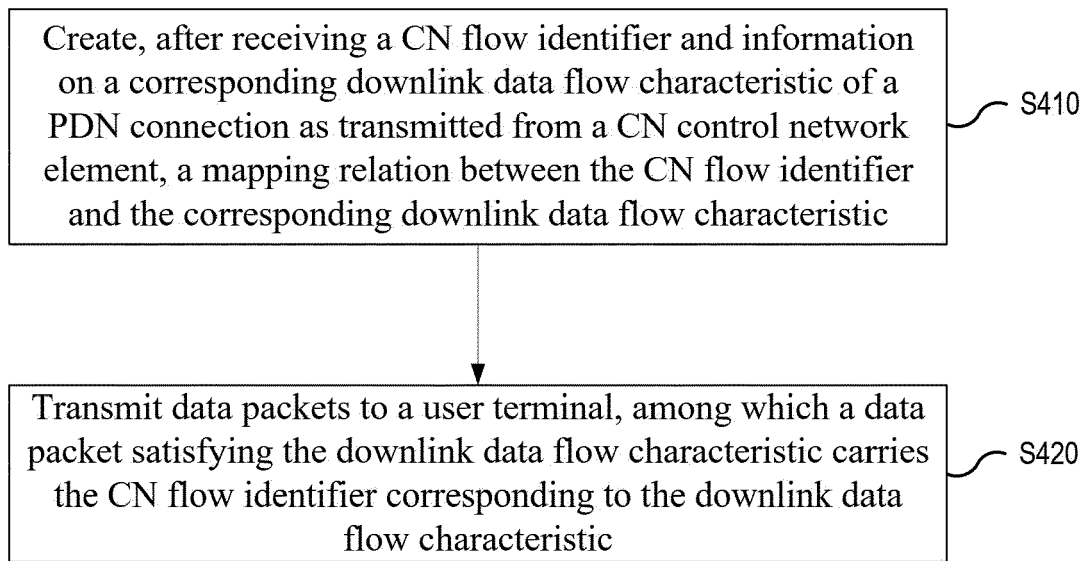 Create, after receiving a CN flow identifier and information
on a corresponding downlink data flow characteristic of a
PDN connection as transmitted from a CN control network
element, a mapping relation between the CN flow identifier
and the corresponding downlink data flow characteristic
S410
Transmit data packets to a user terminal, among which a data
packet satisfying the downlink data flow characteristic carries
the CN flow identifier corresponding to the downlink data
flow characteristic
S420